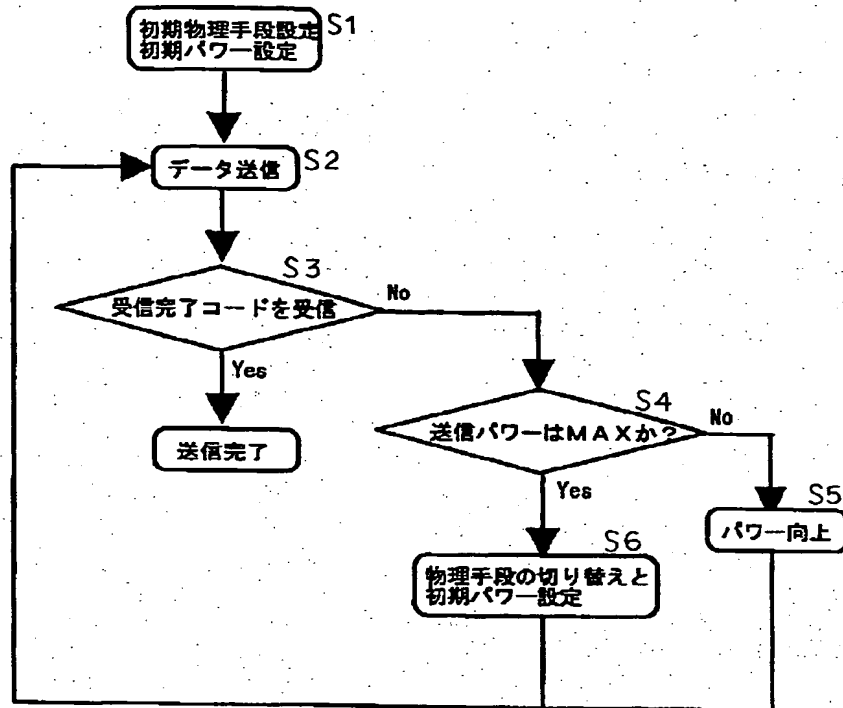 初期物理手段設定
初期パワー設定
S1
データ送信
S2
S3
受信完了コードを受信
No
Yes
送信完了
S4
送信パワーはMAXか?
No
Yes
S5
パワー向上
S6
物理手段の切り替えと
初期パワー設定